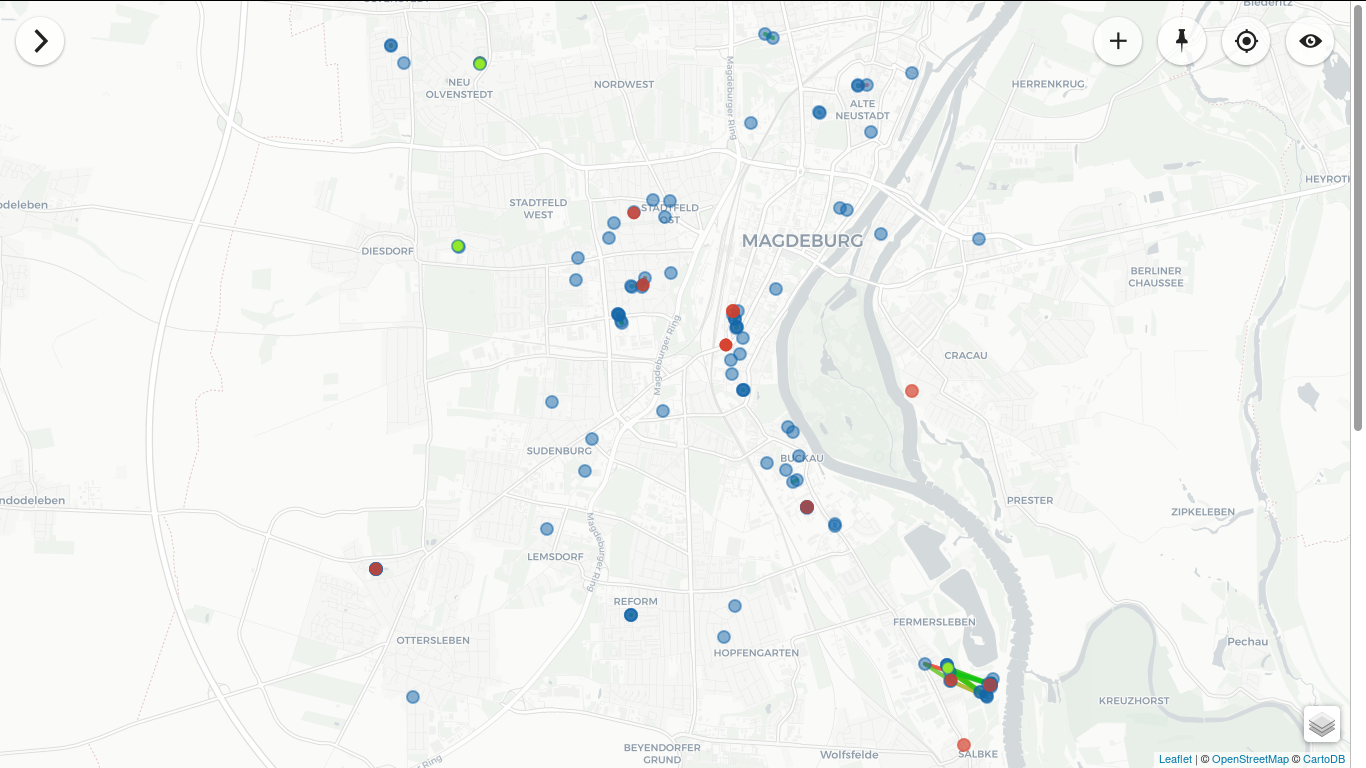 Biederitz
NEU
OLVENSTEDT
NORDWEST
Magdeburger Ring
ALTE
NEUSTADT
HERRENKRUG
HEYROTH
odeleben
STADTFELD
WEST
STADTFELD
OST
DIESDORF
MAGDEBURG
BERLINER
CHAUSSEE
Magdeburger Ring
CRACAU
SUDENBURG
BUCKAU
ndodeleben
PRESTER
ZIPKELEBEN
Magdeburger Ring
LEMSDORF
REFORM
FERMERSLEBEN
OTTERSLEBEN
HOPFENGARTEN
Pechau
KREUZHORST
BEYENDORFER
GRUND
Wolfsfelde
SALBKE
Ring
Leaflet | © OpenStreetMap © CartoDB